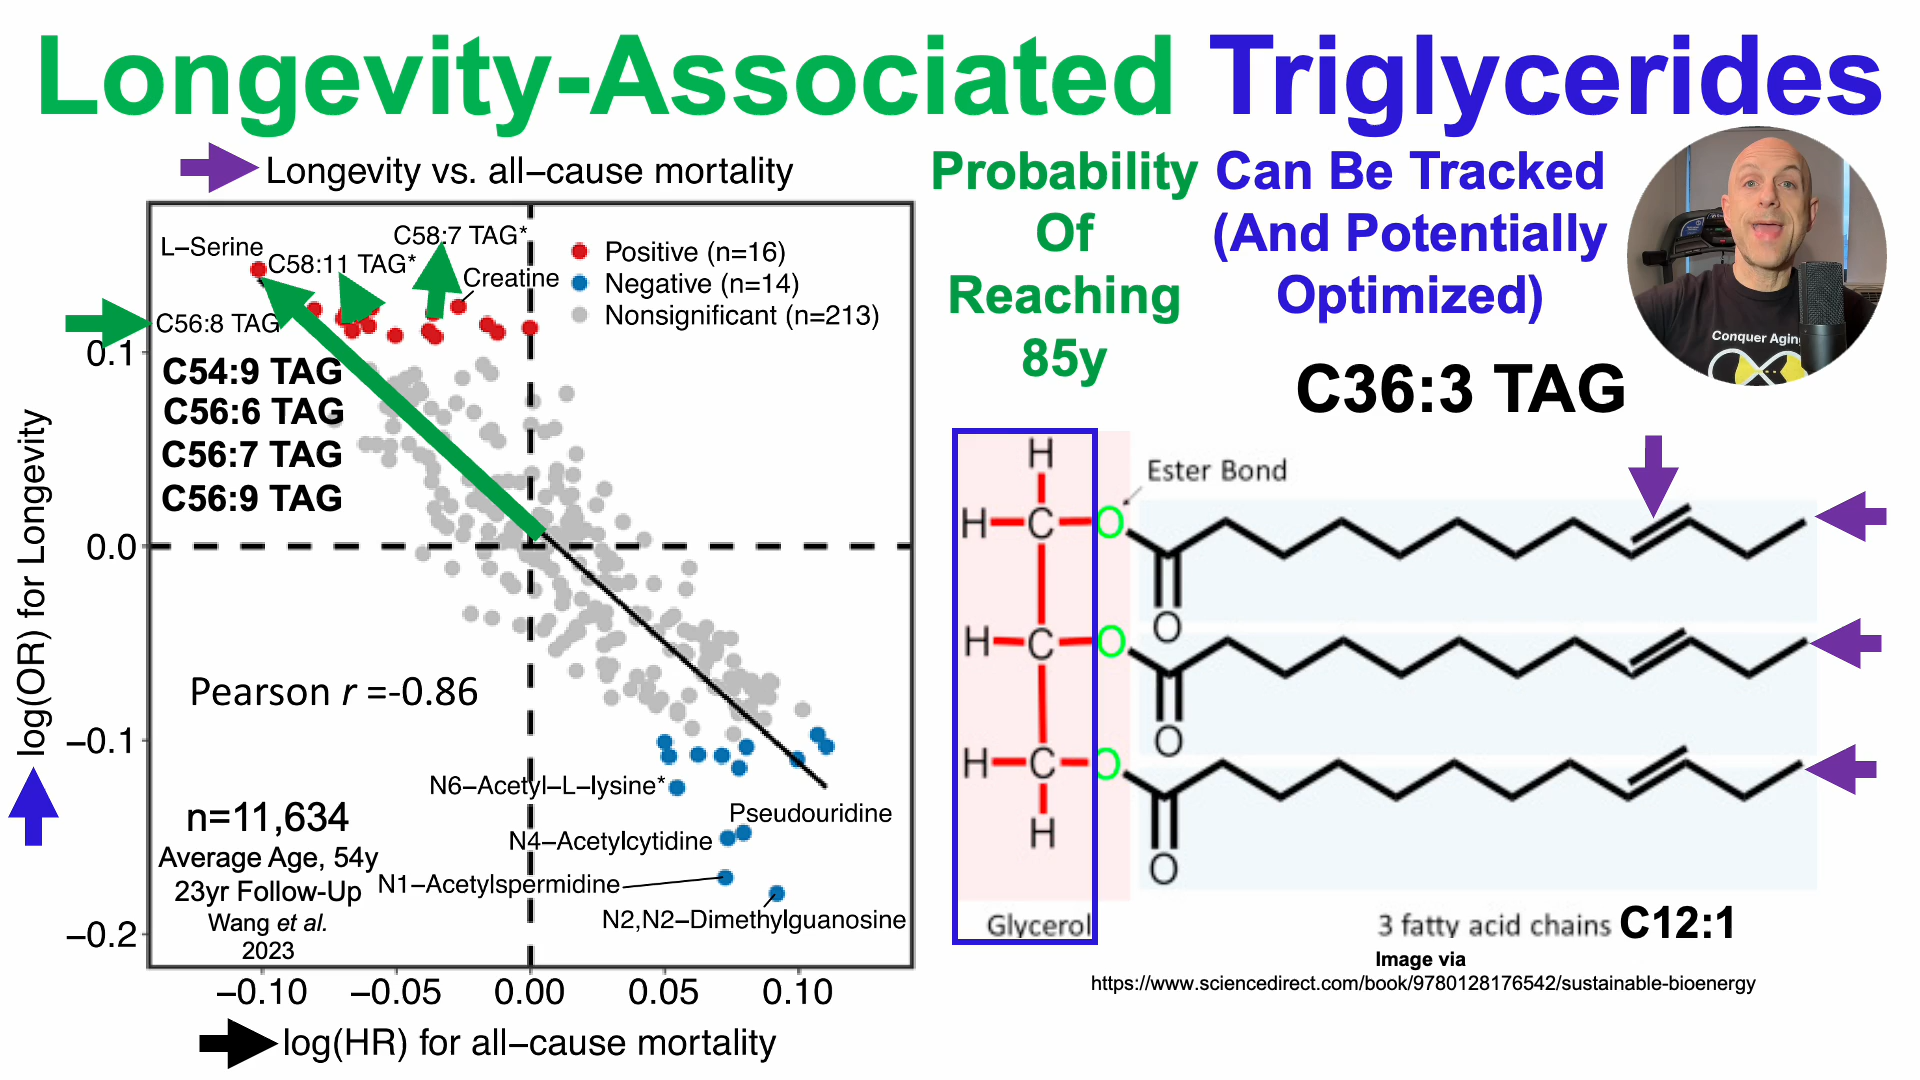 Longevity-Associated Triglycerides
Longevity vs. all−cause mortality
L−Serine
C58:7 TAG*
C58:11 TAG*
Creatine
C56:8 TAG
Positive (n=16)
Negative (n=14)
Nonsignificant (n=213)
C54:9 TAG
C56:6 TAG
C56:7 TAG
C56:9 TAG
Pearson r =-0.86
n=11,634
Average Age, 54y
23yr Follow-Up
Wang et al.
2023
N6−Acetyl−L−lysine*
Pseudouridine
N4−Acetylcytidine
N1−Acetylspermidine
N2,N2−Dimethylguanosine
log(OR) for Longevity
0.1
0.0
−0.1
−0.2
−0.10 −0.05 0.00 0.05 0.10
log(HR) for all−cause mortality
Probability
Of
Reaching
85y
Can Be Tracked
(And Potentially
Optimized)
Conquer Aging
C36:3 TAG
Ester Bond
H
H C O
O
H C O
O
H C O
H
O
Glycerol
3 fatty acid chains C12:1
Image via
https://www.sciencedirect.com/book/9780128176542/sustainable-bioenergy